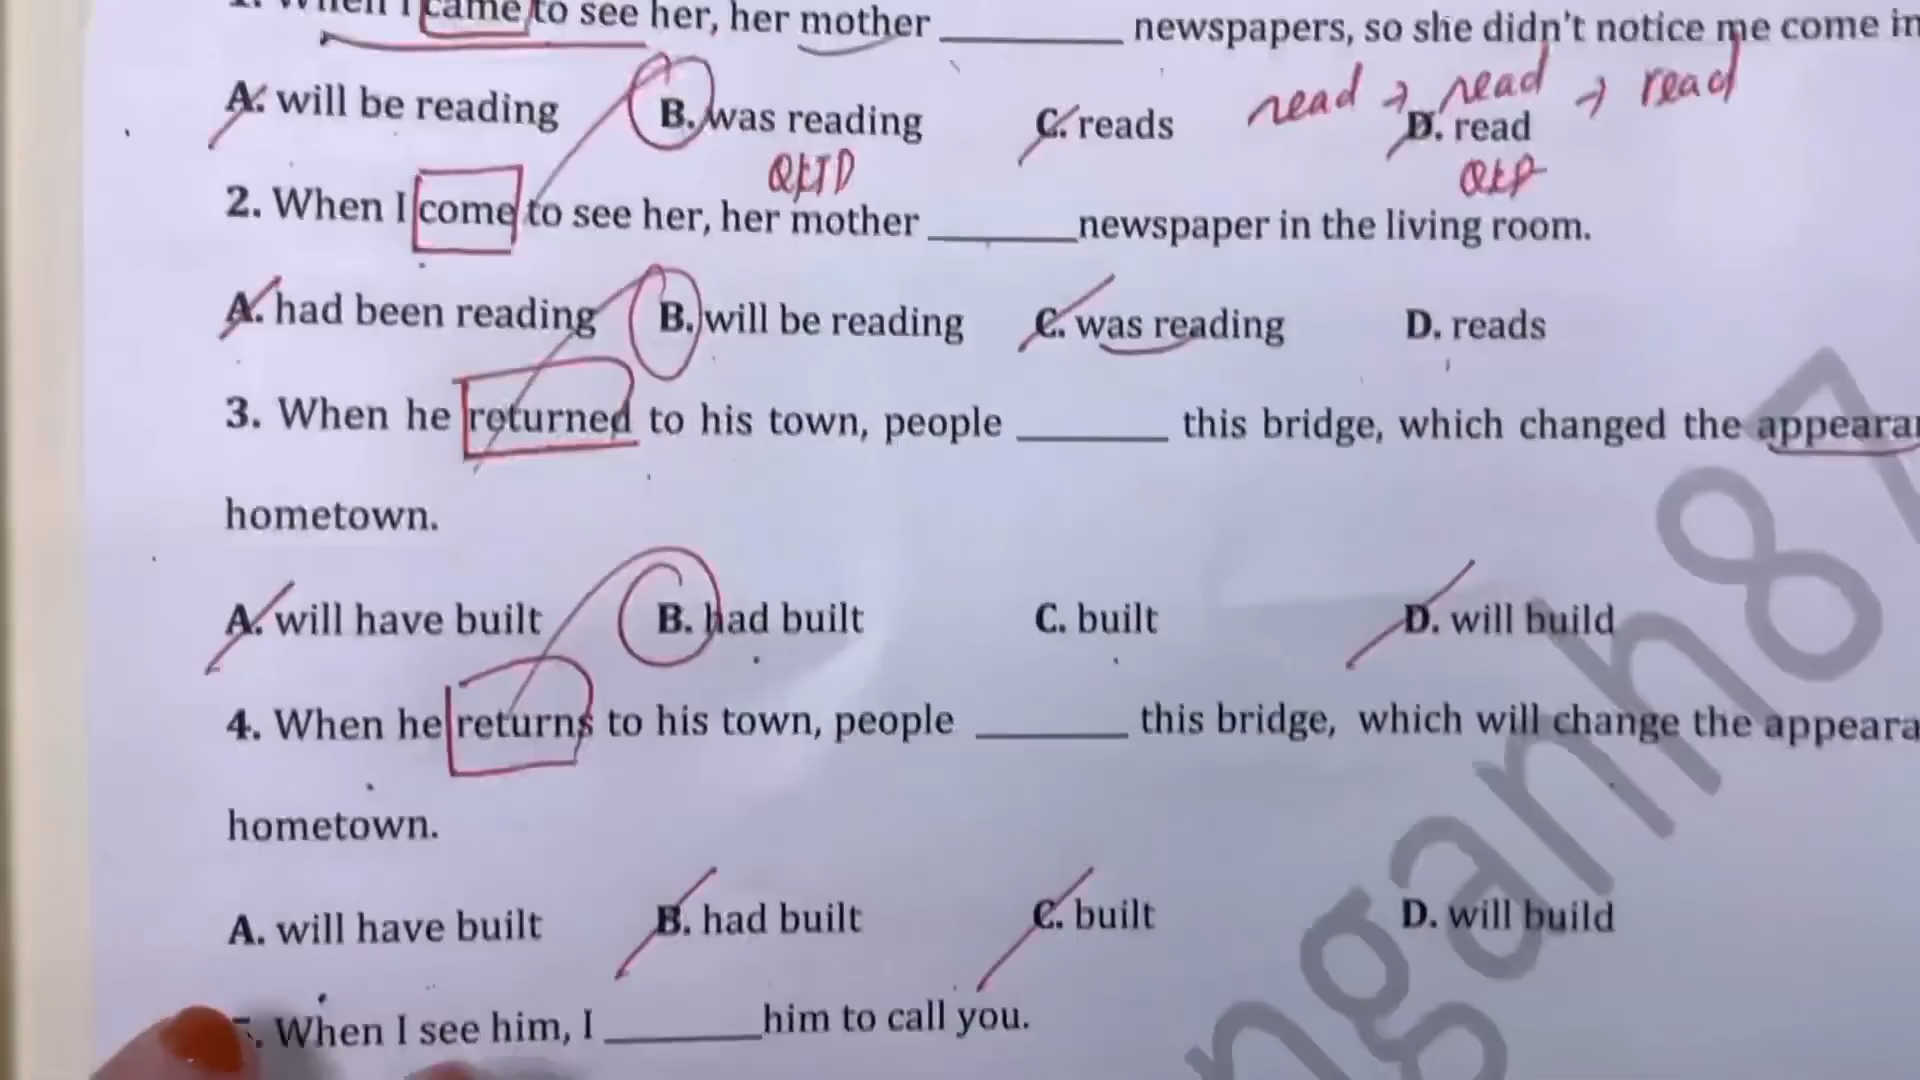 When I came to see her, her mother ________ newspapers, so she didn't notice me come in
read → read → read
A. will be reading B. was reading C. reads D. read
QKTD QKĐ
2. When I come to see her, her mother ________ newspaper in the living room.
A. had been reading B. will be reading C. was reading D. reads
3. When he returned to his town, people ________ this bridge, which changed the
hometown.
A. will have built B. had built C. built D. will build
4. When he returns to his town, people ________ this bridge, which will change the
hometown.
A. will have built B. had built C. built D. will build
When I see him, I ________ him to call you.
nganh87